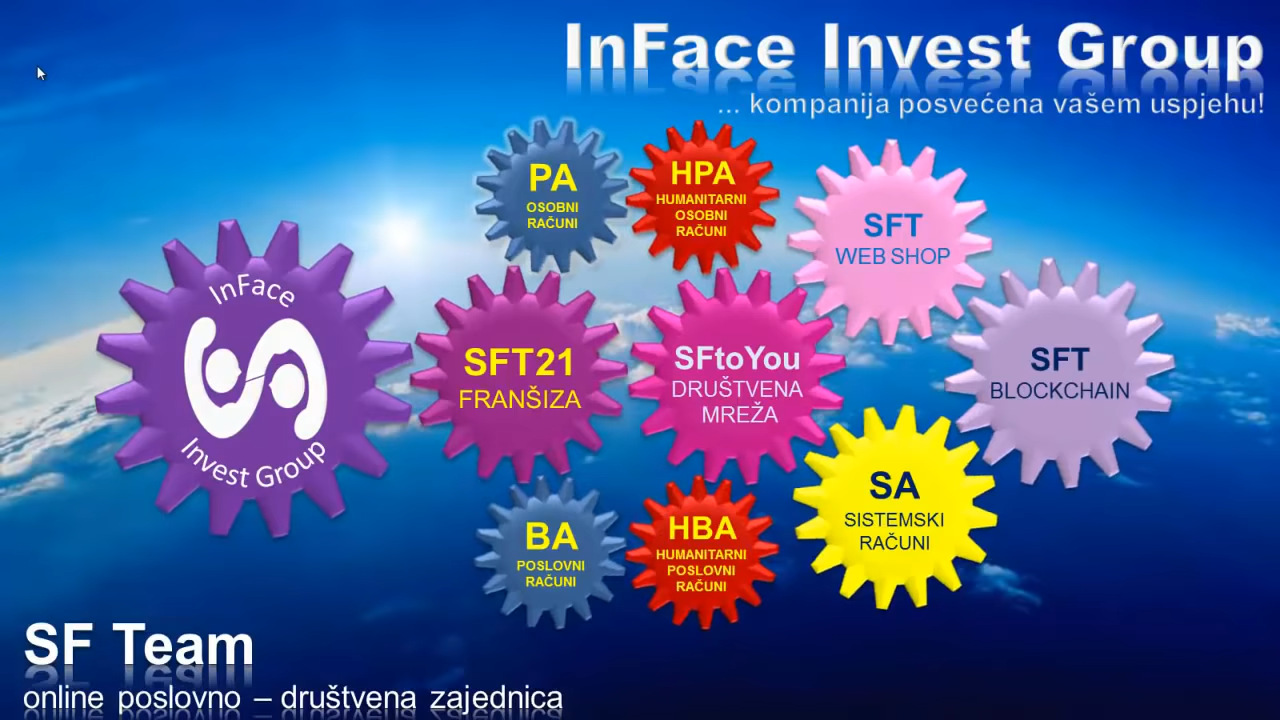 InFace Invest Group
... kompanija posvećena vašem uspjehu!
PA
OSOBNI
RAČUNI
HPA
HUMANITARNI
OSOBNI
RAČUNI
SFT
WEB SHOP
InFace
Invest Group
SFT21
FRANŠIZA
SFtoYou
DRUŠTVENA
MREŽA
SFT
BLOCKCHAIN
BA
POSLOVNI
RAČUNI
HBA
HUMANITARNI
POSLOVNI
RAČUNI
SA
SISTEMSKI
RAČUNI
SF Team
online poslovno – društvena zajednica